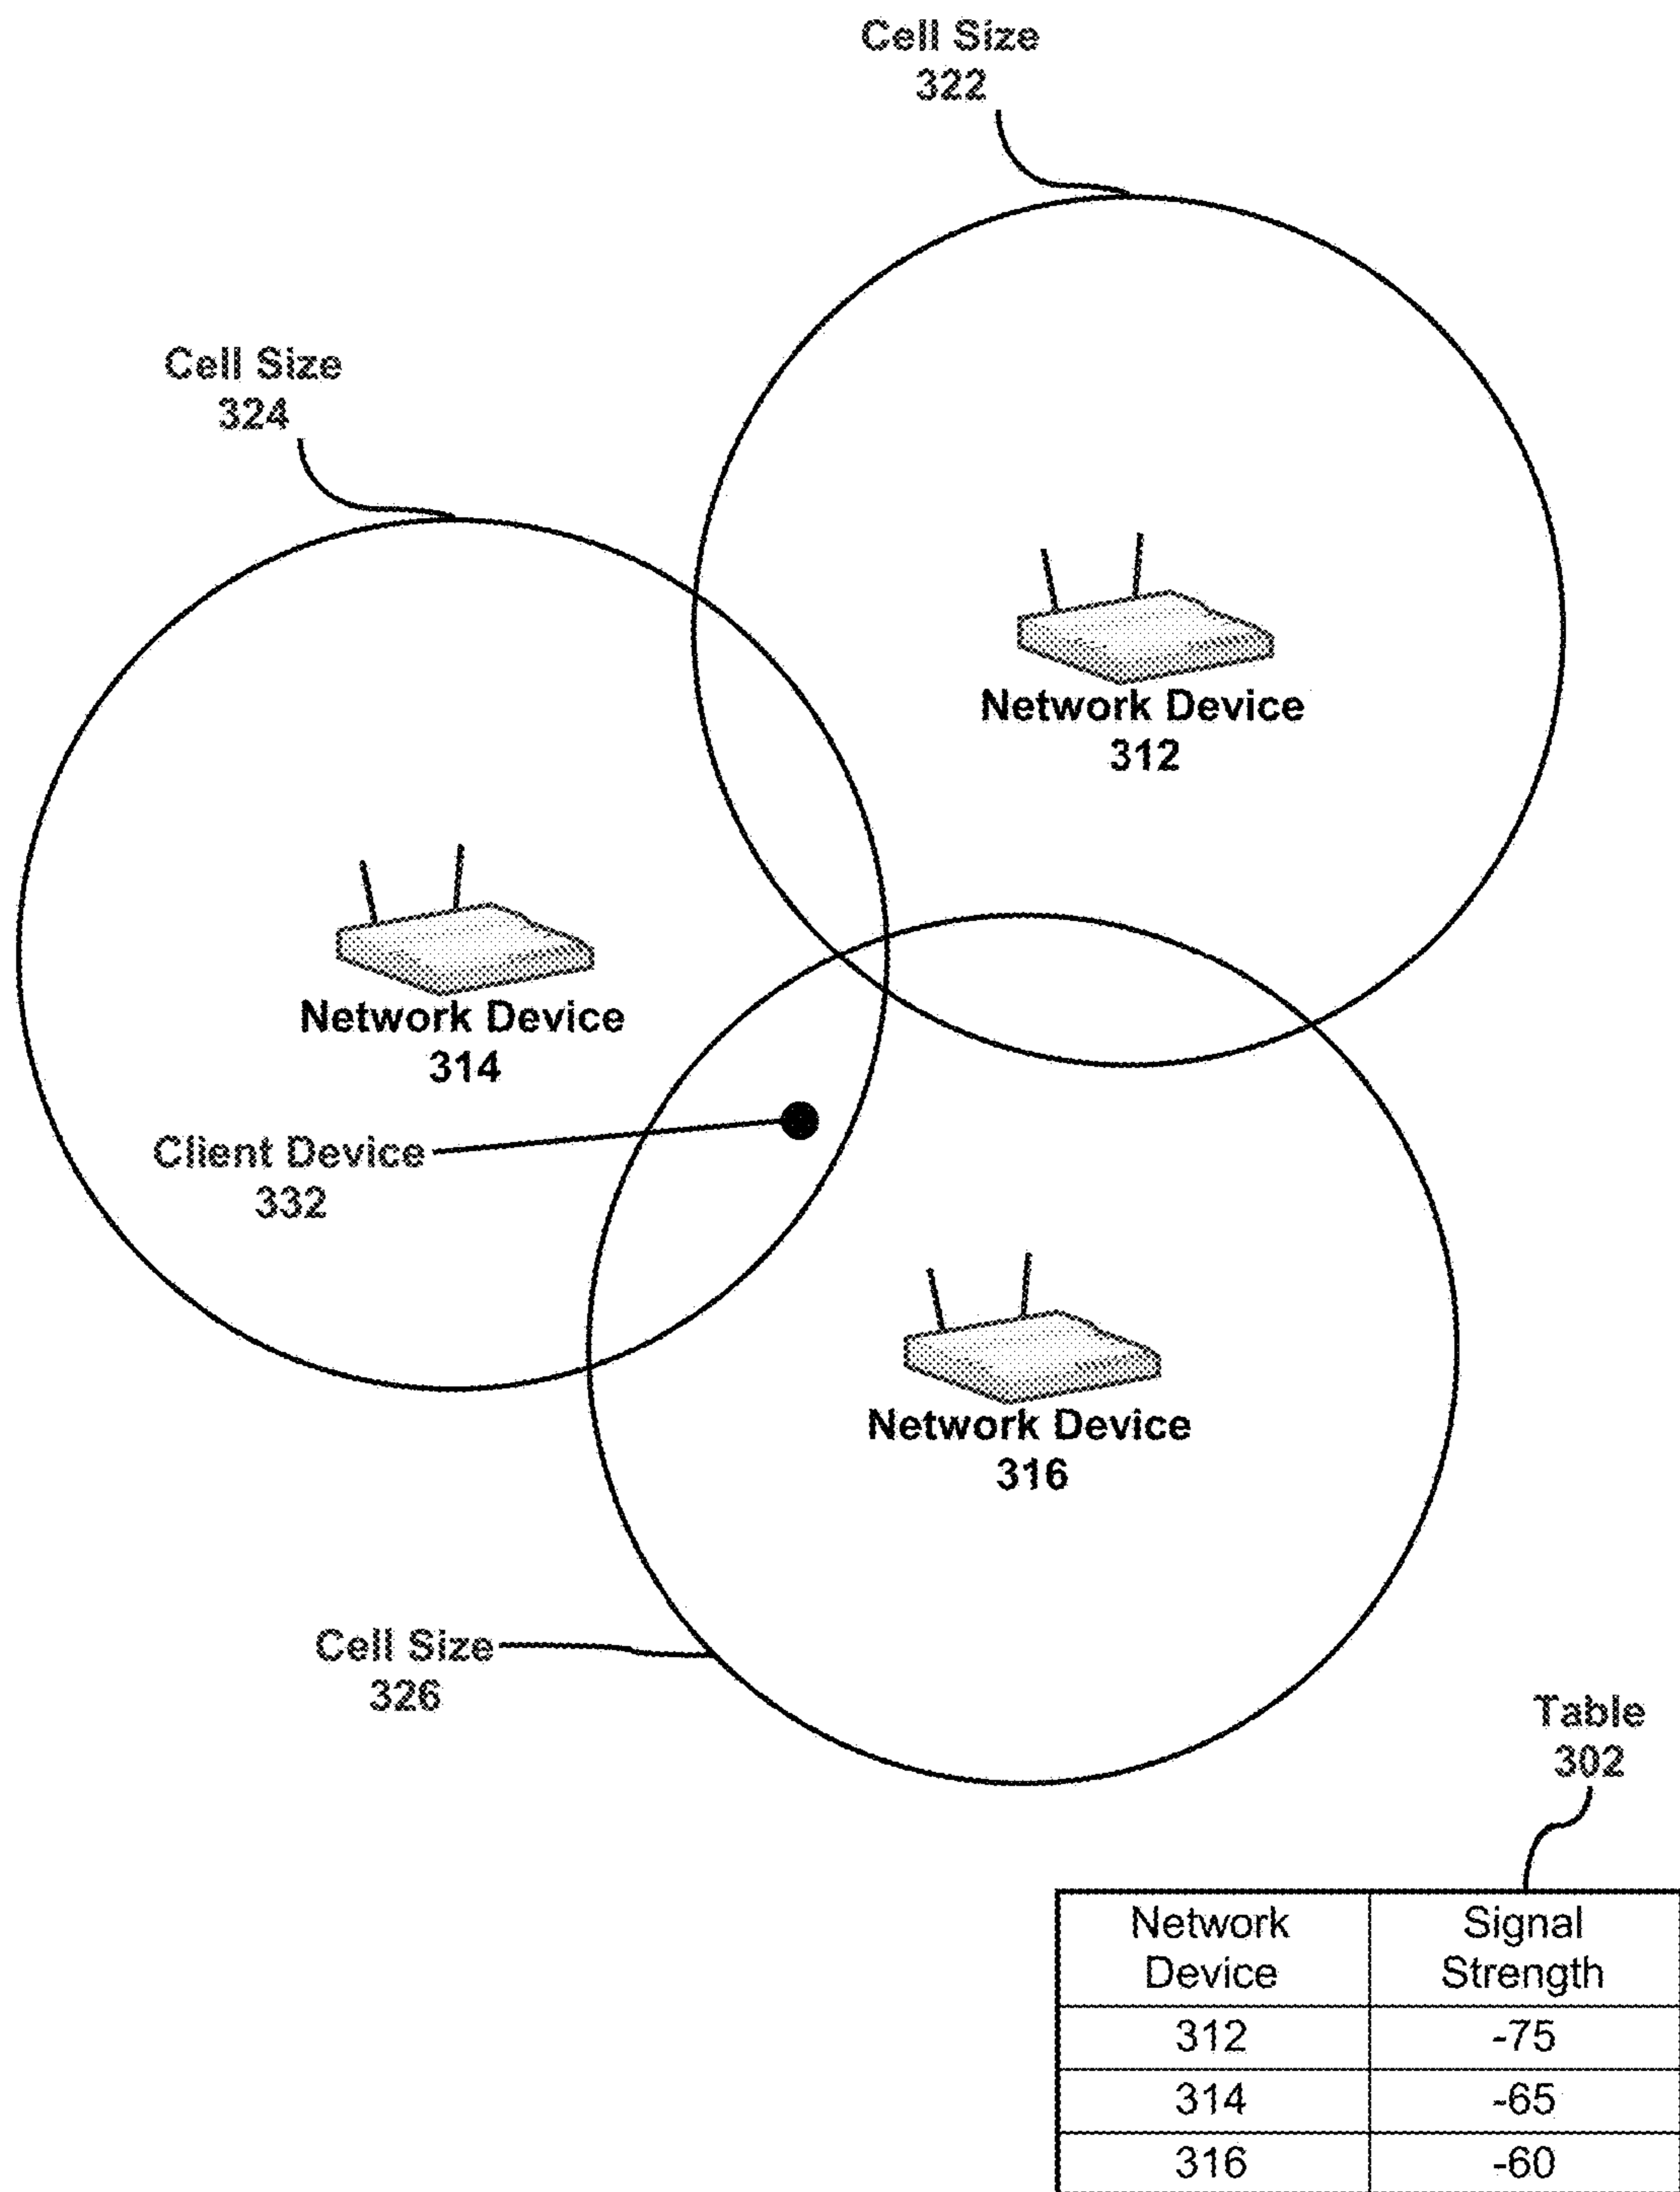 Cell Size
322
Cell Size
324
Network Device
312
Network Device
314
Client Device
332
Network Device
316
Cell Size
326
Table
302
Network Device	Signal Strength
312	-75
314	-65
316	-60